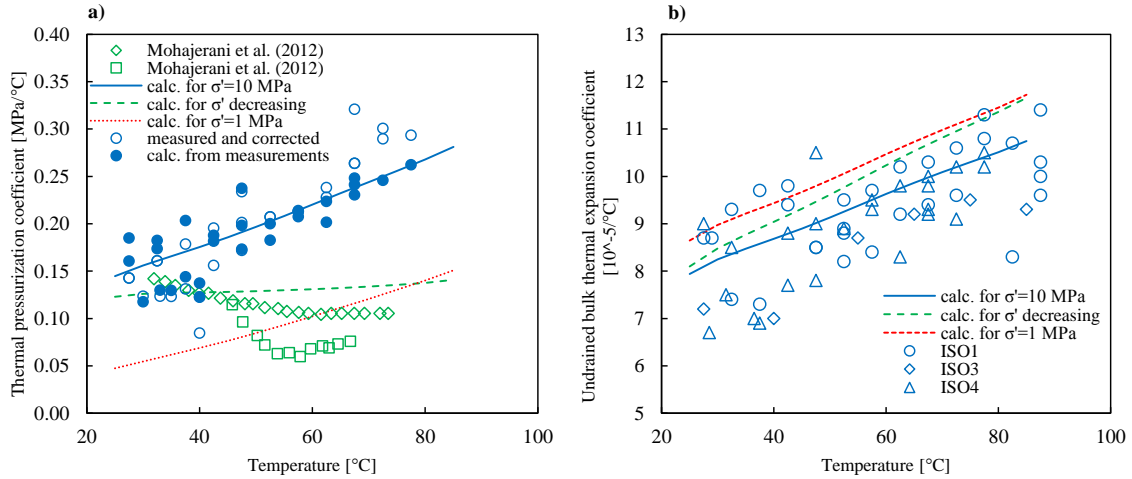 a)
0.40
0.35
0.30
0.25
0.20
0.15
0.10
0.05
0.00
20
40
60
80
100
Thermal pressurization coefficient [MPa/°C]
Temperature [°C]
Mohajerani et al. (2012)
Mohajerani et al. (2012)
calc. for σ'=10 MPa
calc. for σ' decreasing
calc. for σ'=1 MPa
measured and corrected
calc. from measurements
b)
13
12
11
10
9
8
7
6
5
20
40
60
80
100
Undrained bulk thermal expansion coefficient
[10^-5/°C]
Temperature [°C]
calc. for σ'=10 MPa
calc. for σ' decreasing
calc. for σ'=1 MPa
ISO1
ISO3
ISO4